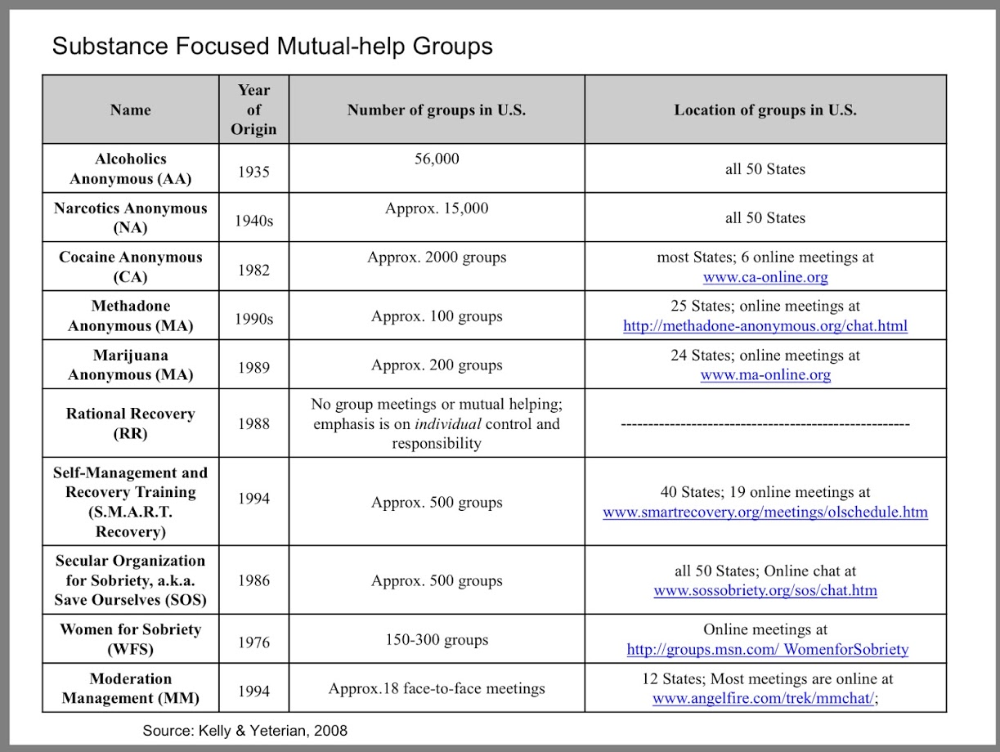 Substance Focused Mutual-help Groups
Name
Year
of
Origin
Number of groups in U.S.
Location of groups in U.S.
Alcoholics
Anonymous (AA)
1935
56,000
all 50 States
Narcotics Anonymous
(NA)
1940s
Approx. 15,000
all 50 States
Cocaine Anonymous
(CA)
1982
Approx. 2000 groups
most States; 6 online meetings at
www.ca-online.org
Methadone
Anonymous (MA)
1990s
Approx. 100 groups
25 States; online meetings at
http://methadone-anonymous.org/chat.html
Marijuana
Anonymous (MA)
1989
Approx. 200 groups
24 States; online meetings at
www.ma-online.org
Rational Recovery
(RR)
1988
No group meetings or mutual helping;
emphasis is on individual control and
responsibility
-----------------------------------------------------
Self-Management and
Recovery Training
(S.M.A.R.T.
Recovery)
1994
Approx. 500 groups
40 States; 19 online meetings at
www.smartrecovery.org/meetings/olschedule.htm
Secular Organization
for Sobriety, a.k.a.
Save Ourselves (SOS)
1986
Approx. 500 groups
all 50 States; Online chat at
www.sossobriety.org/sos/chat.htm
Women for Sobriety
(WFS)
1976
150-300 groups
Online meetings at
http://groups.msn.com/ WomenforSobriety
Moderation
Management (MM)
1994
Approx.18 face-to-face meetings
12 States; Most meetings are online at
www.angelfire.com/trek/mmchat/;
Source: Kelly & Yeterian, 2008